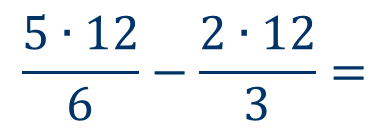 5 · 12 / 6 − 2 · 12 / 3 =